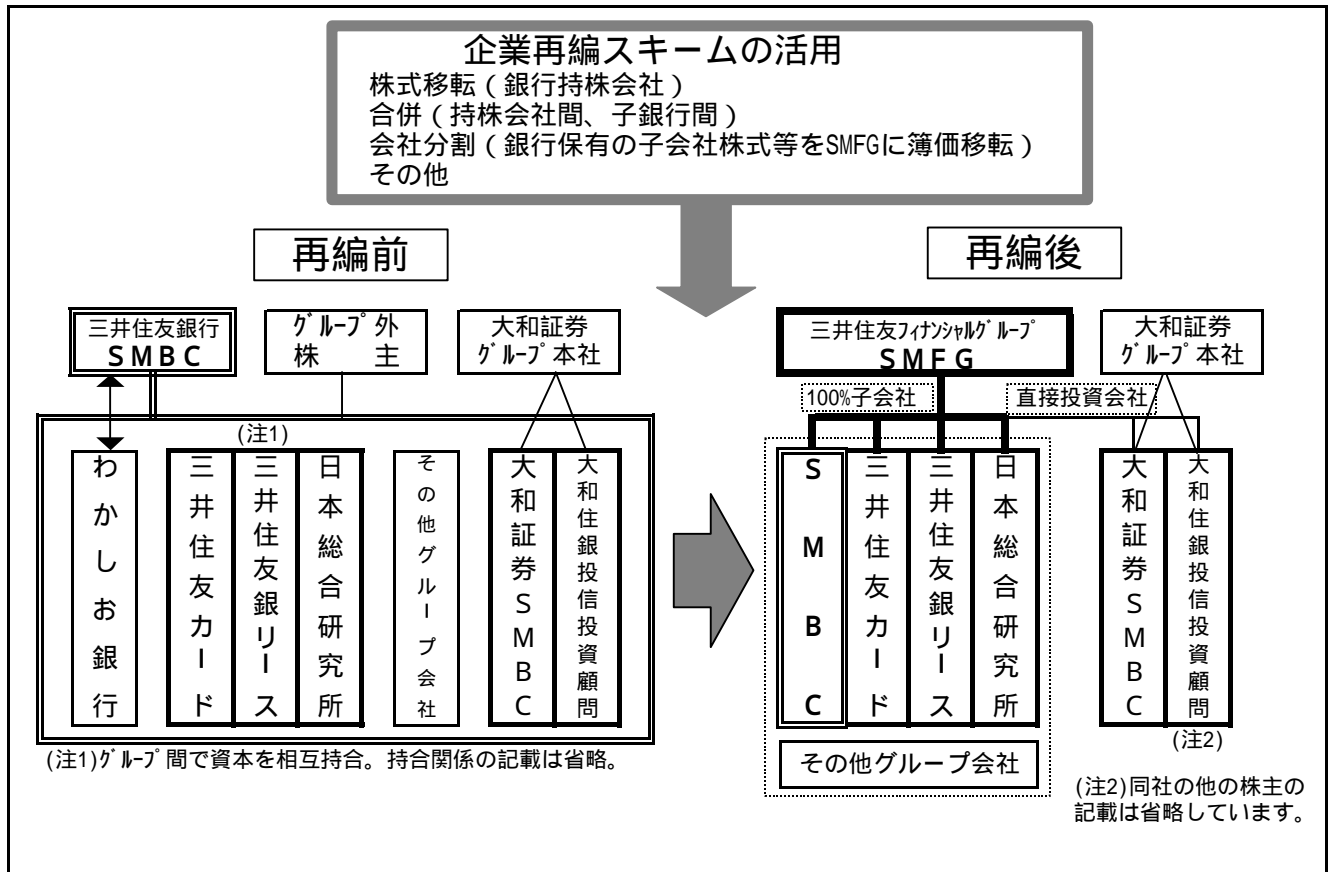 企業再編スキームの活用
株式移転(銀行持株会社)
合併(持株会社間、子銀行間)
会社分割(銀行保有の子会社株式等をSMFGに簿価移転)
その他
再編前
再編後
三井住友銀行
SMBC
グループ外
株主
大和証券
グループ本社
(注1)
わかしお銀行
三井住友カード
三井住友銀リース
日本総合研究所
その他グループ会社
大和証券SMBC
大和住銀投信投資顧問
(注1)グループ間で資本を相互持合。持合関係の記載は省略。
三井住友フィナンシャルグループ
SMFG
大和証券
グループ本社
100%子会社
直接投資会社
SMBC
三井住友カード
三井住友銀リース
日本総合研究所
大和証券SMBC
大和住銀投信投資顧問
その他グループ会社
(注2)
(注2)同社の他の株主の
記載は省略しています。